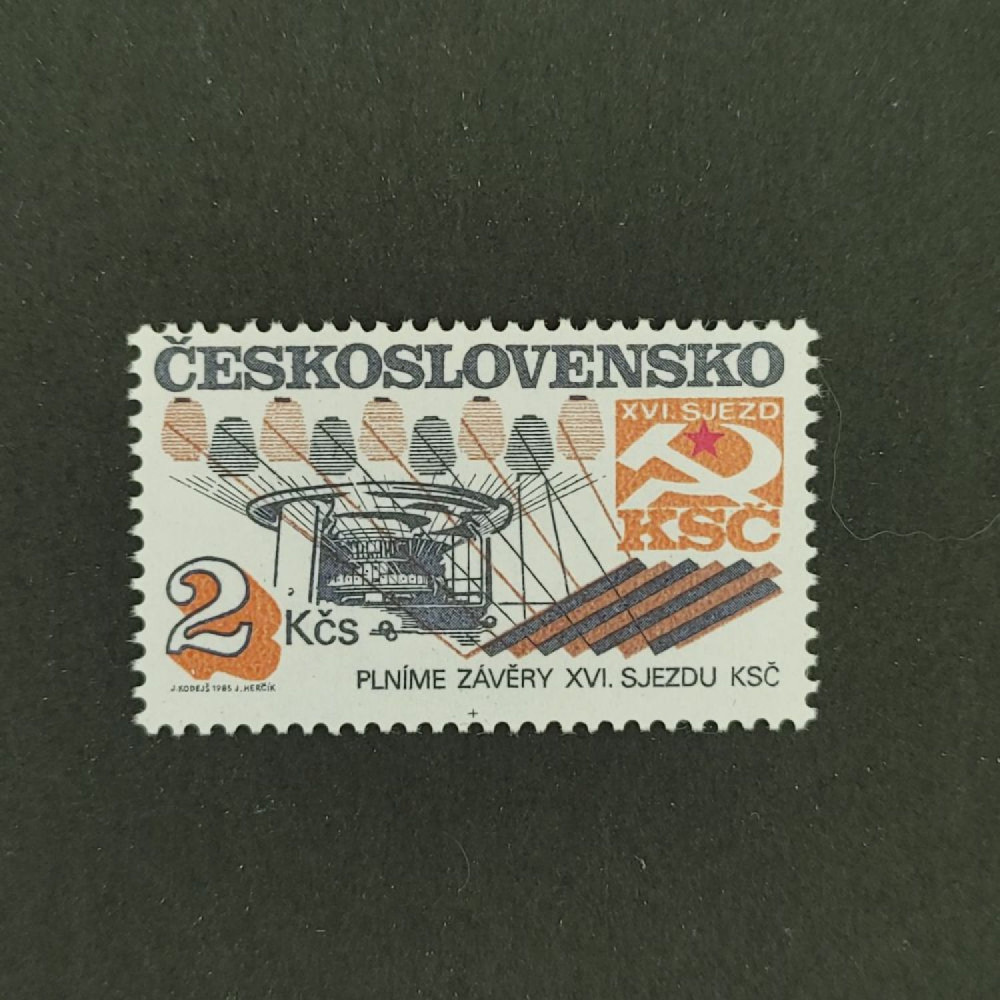 ČESKOSLOVENSKO
XVI. SJEZD
KSČ
2 Kčs
PLNÍME ZÁVĚRY XVI. SJEZDU KSČ
J. KODEJŠ 1985 J. HERČÍK